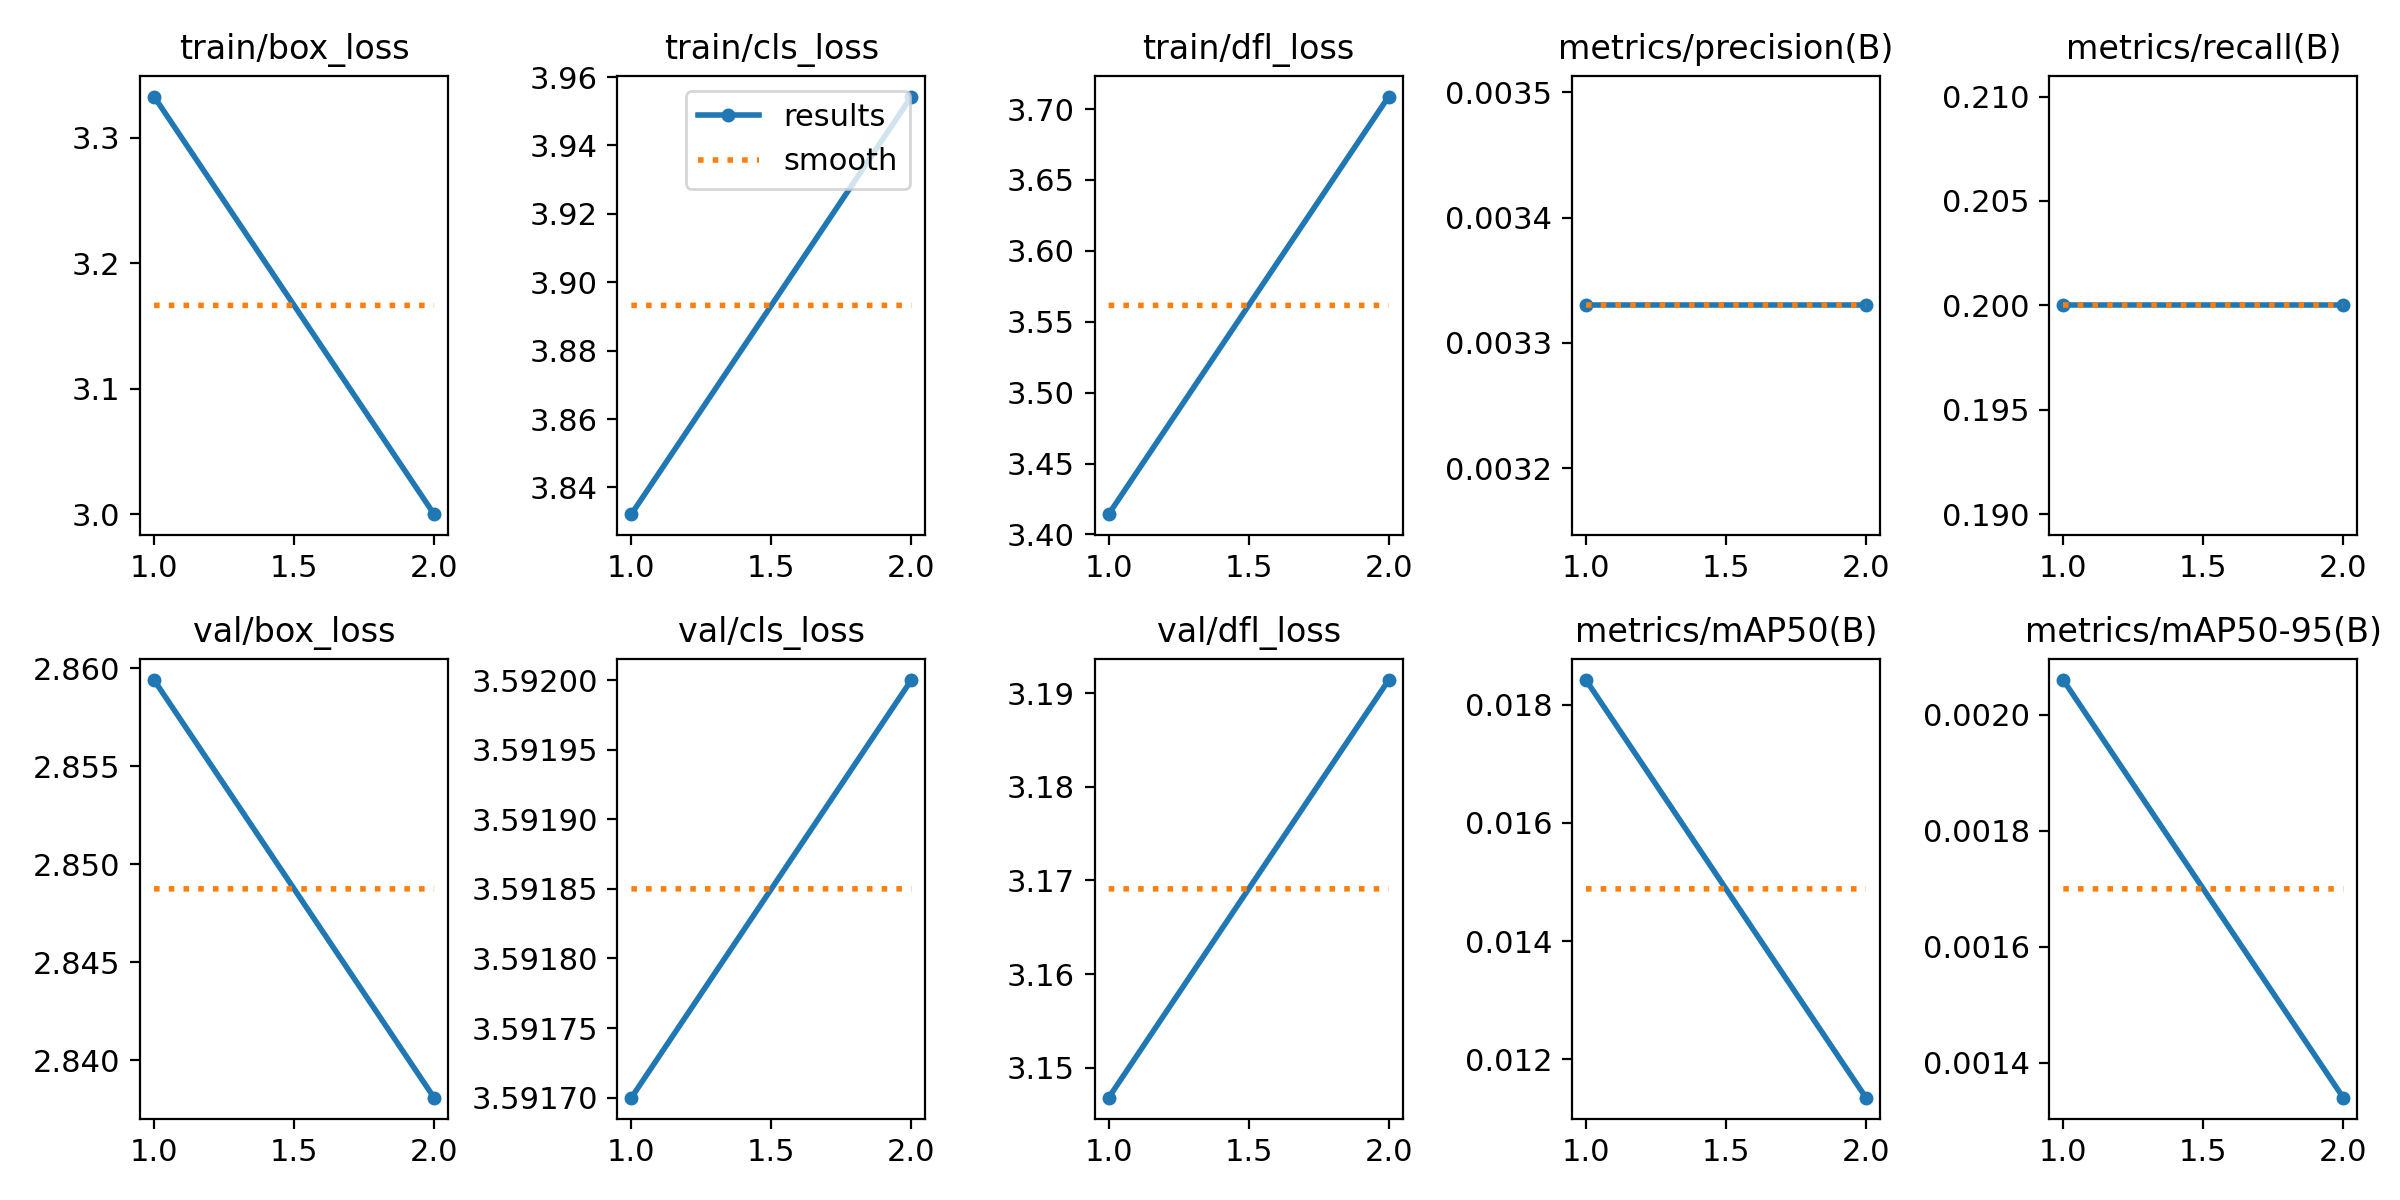 train/box_loss
3.3
3.2
3.1
3.0
1.0 1.5 2.0
train/cls_loss
3.96
3.94
3.92
3.90
3.88
3.86
3.84
results
smooth
1.0 1.5 2.0
train/dfl_loss
3.70
3.65
3.60
3.55
3.50
3.45
3.40
1.0 1.5 2.0
metrics/precision(B)
0.0035
0.0034
0.0033
0.0032
1.0 1.5 2.0
metrics/recall(B)
0.210
0.205
0.200
0.195
0.190
1.0 1.5 2.0
val/box_loss
2.860
2.855
2.850
2.845
2.840
1.0 1.5 2.0
val/cls_loss
3.59200
3.59195
3.59190
3.59185
3.59180
3.59175
3.59170
1.0 1.5 2.0
val/dfl_loss
3.19
3.18
3.17
3.16
3.15
1.0 1.5 2.0
metrics/mAP50(B)
0.018
0.016
0.014
0.012
1.0 1.5 2.0
metrics/mAP50-95(B)
0.0020
0.0018
0.0016
0.0014
1.0 1.5 2.0